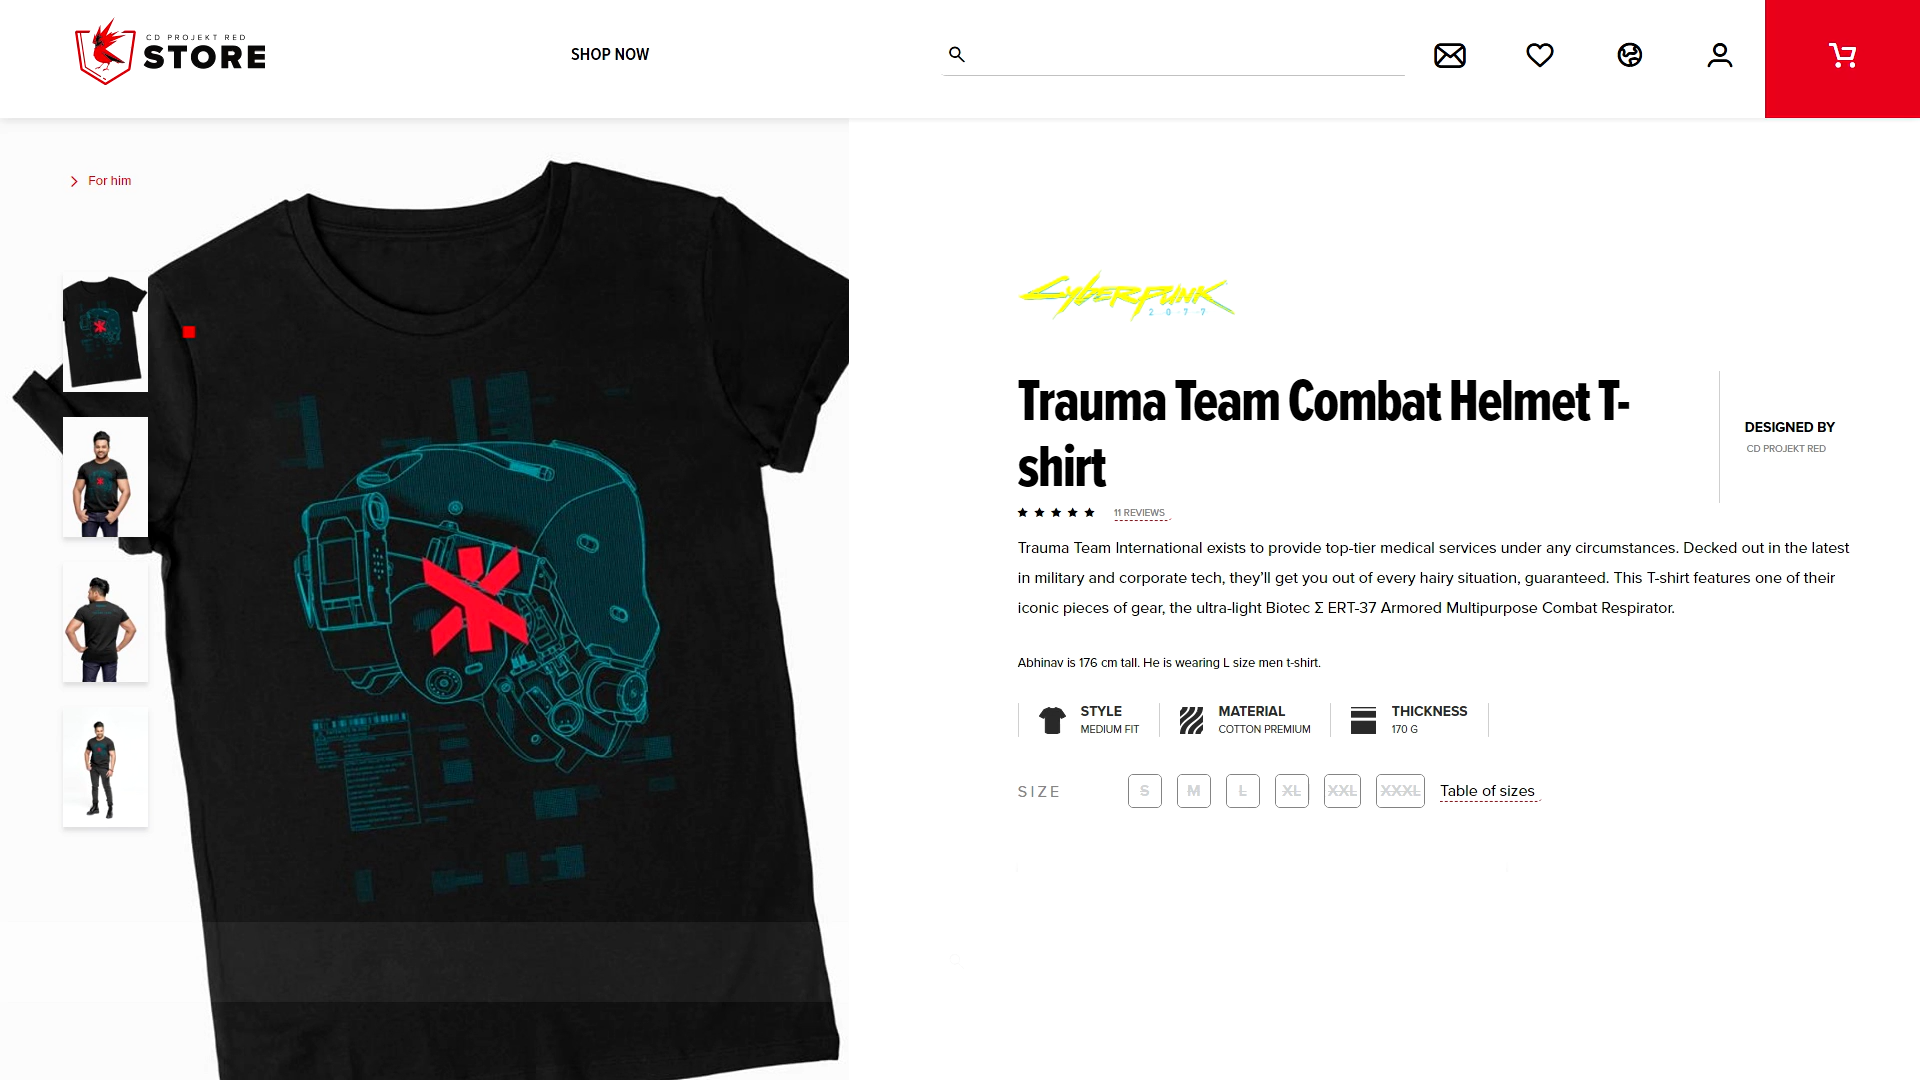 CD PROJEKT RED
STORE
SHOP NOW
For him
CYBERPUNK
2077
Trauma Team Combat Helmet T-
shirt
DESIGNED BY
CD PROJEKT RED
11 REVIEWS
Trauma Team International exists to provide top-tier medical services under any circumstances. Decked out in the latest
in military and corporate tech, they’ll get you out of every hairy situation, guaranteed. This T-shirt features one of their
iconic pieces of gear, the ultra-light Biotec Σ ERT-37 Armored Multipurpose Combat Respirator.
Abhinav is 176 cm tall. He is wearing L size men t-shirt.
STYLE
MEDIUM FIT
MATERIAL
COTTON PREMIUM
THICKNESS
170 G
SIZE
S M L XL XXL XXXL Table of sizes